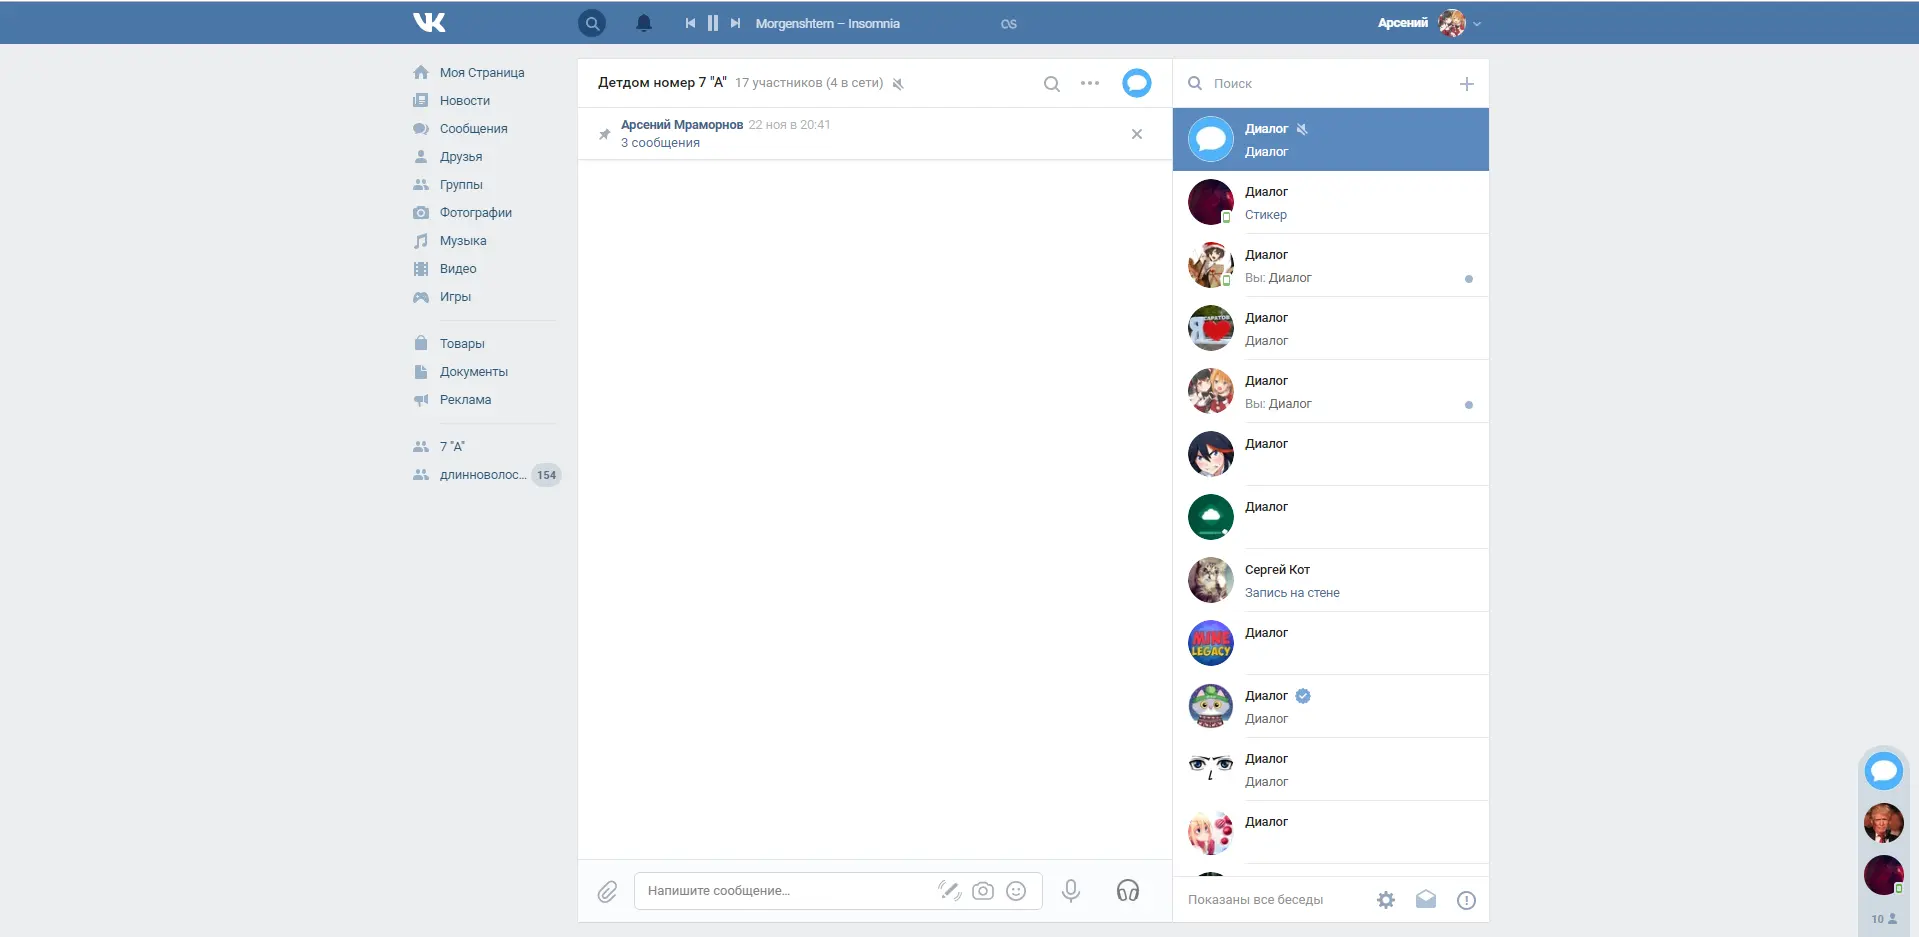 Morgenshtern – Insomnia
Арсений
Моя Страница
Новости
Сообщения
Друзья
Группы
Фотографии
Музыка
Видео
Игры
Товары
Документы
Реклама
7 "А"
длинноволос... 154
Детдом номер 7 "А" 17 участников (4 в сети)
Арсений Мраморнов 22 ноя в 20:41
3 сообщения
Напишите сообщение...
Поиск
Диалог
Диалог
Диалог
Стикер
Диалог
Вы: Диалог
САРАТОВ
Я
Диалог
Диалог
Диалог
Вы: Диалог
Диалог
Диалог
Сергей Кот
Запись на стене
MINE
LEGACY
Диалог
Диалог
Диалог
Диалог
Диалог
Диалог
Показаны все беседы
10